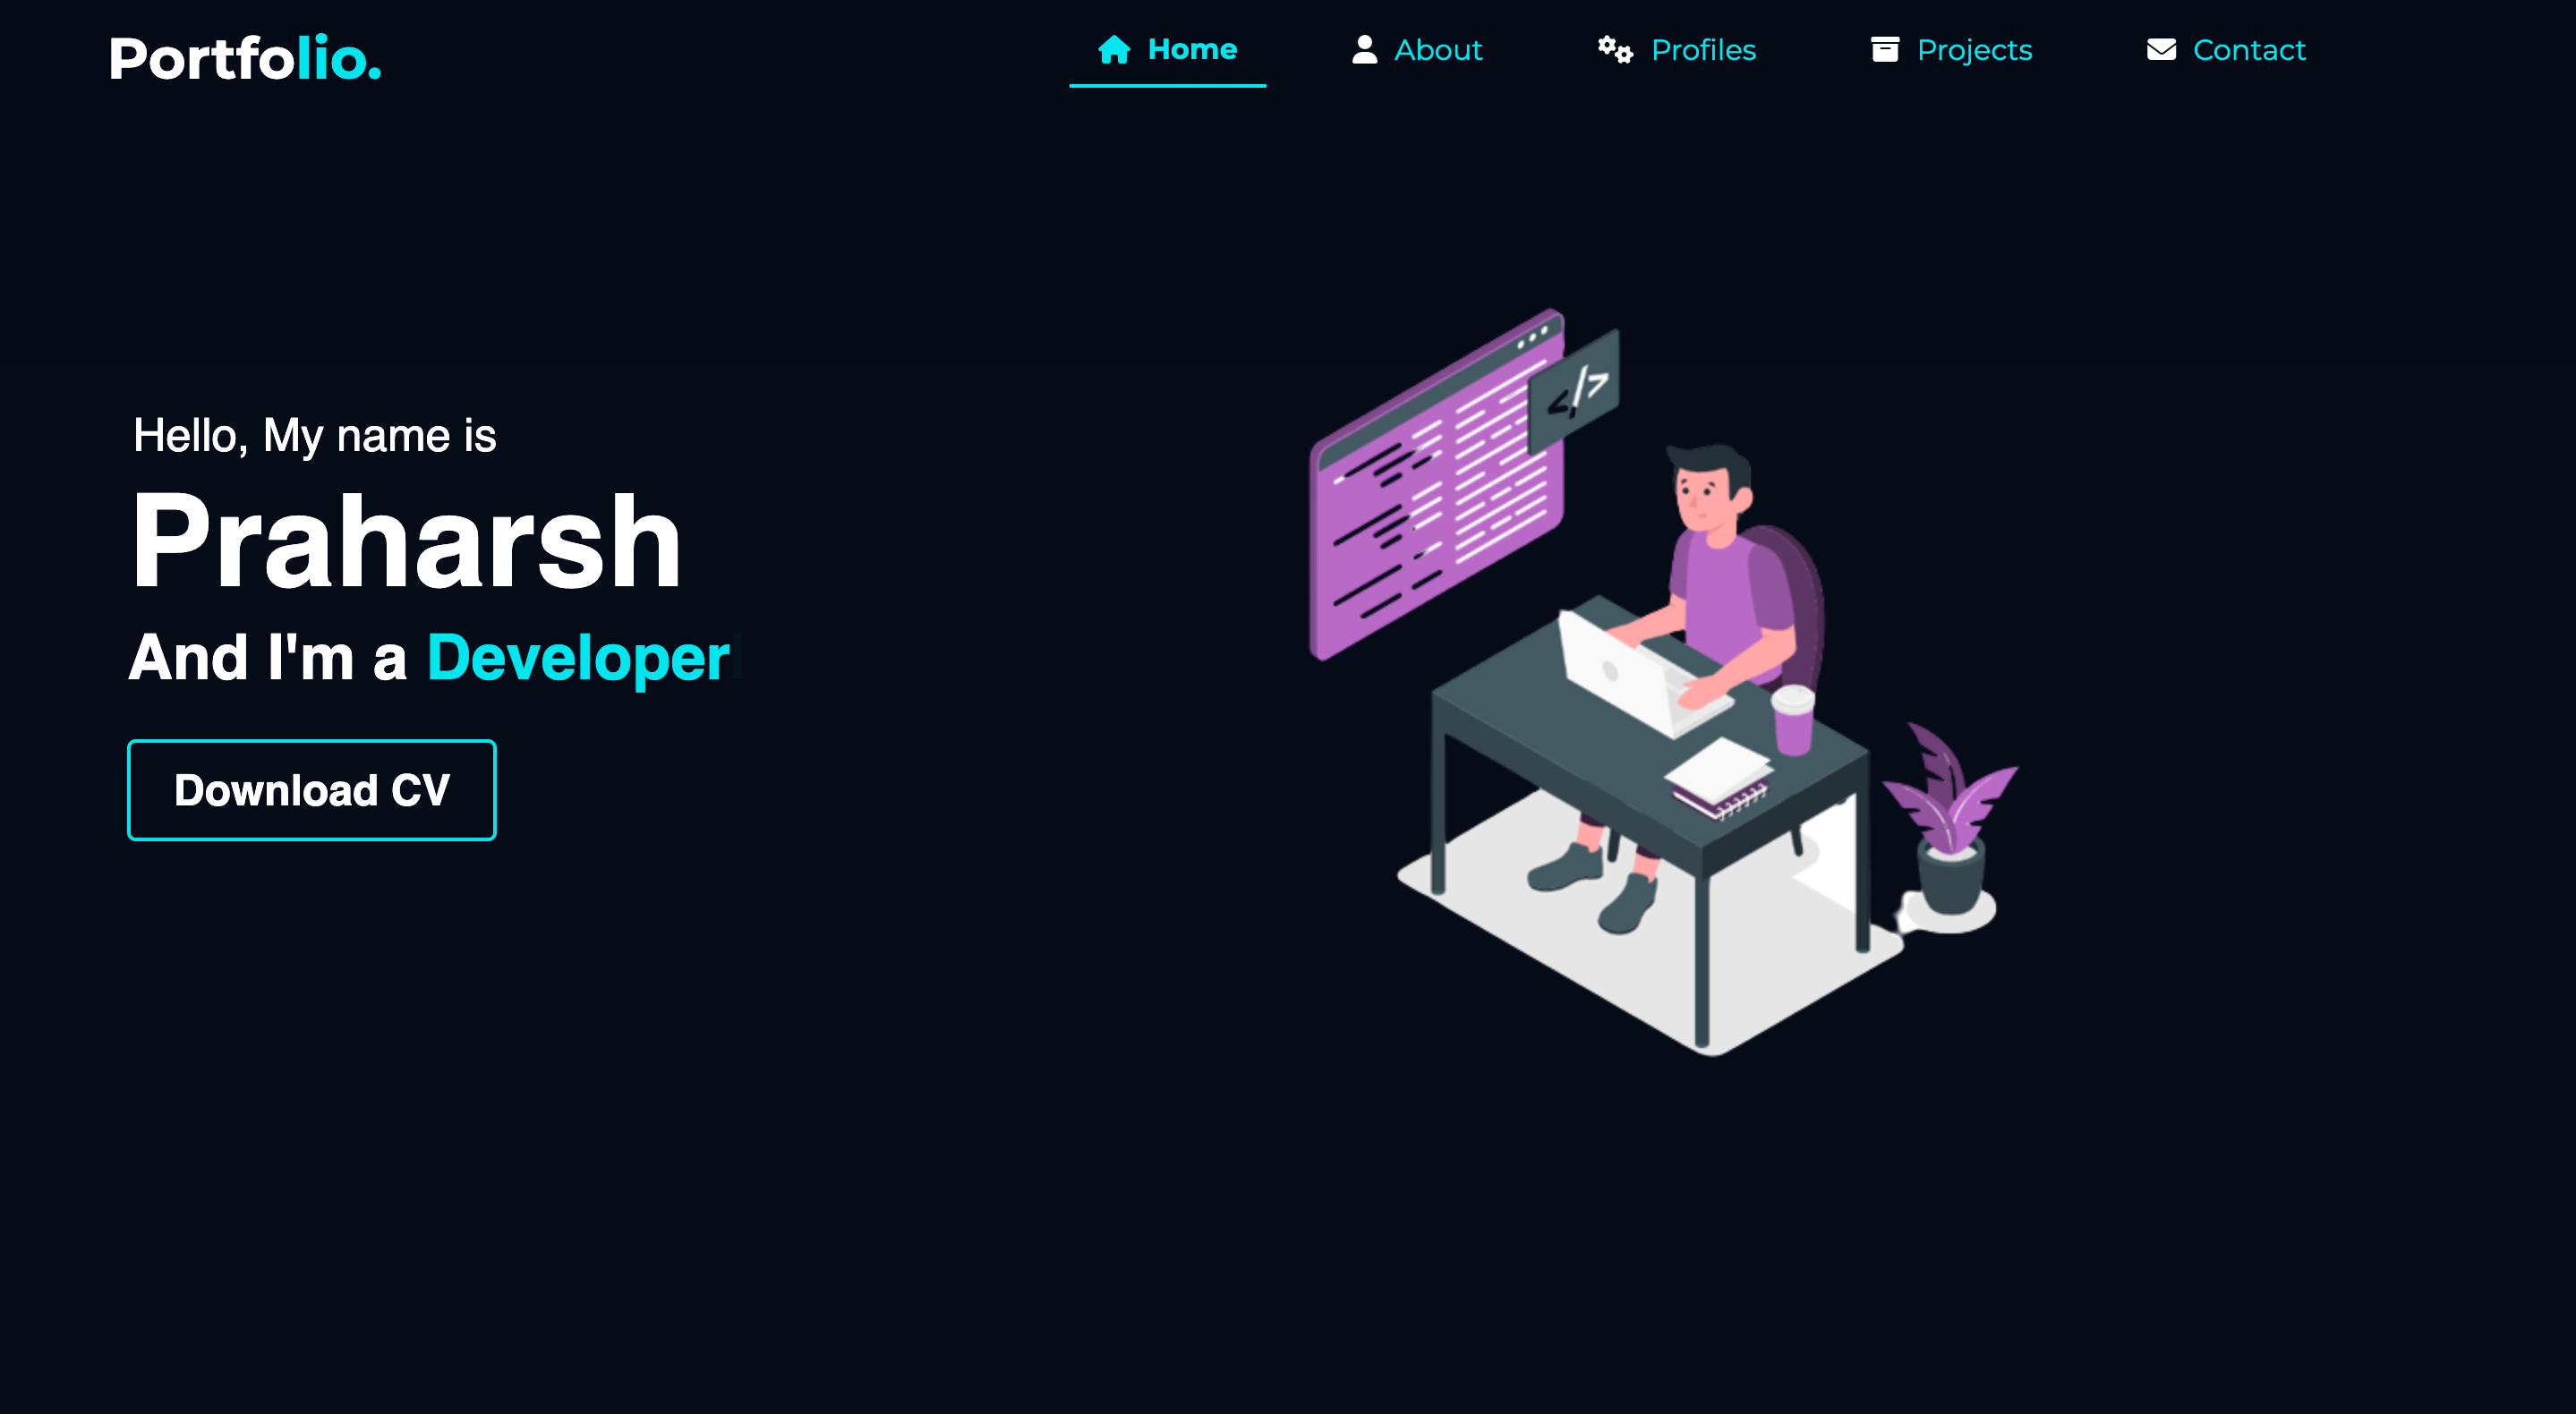 Portfolio.
Home
About
Profiles
Projects
Contact
Hello, My name is
Praharsh
And I'm a Developer
Download CV
</>